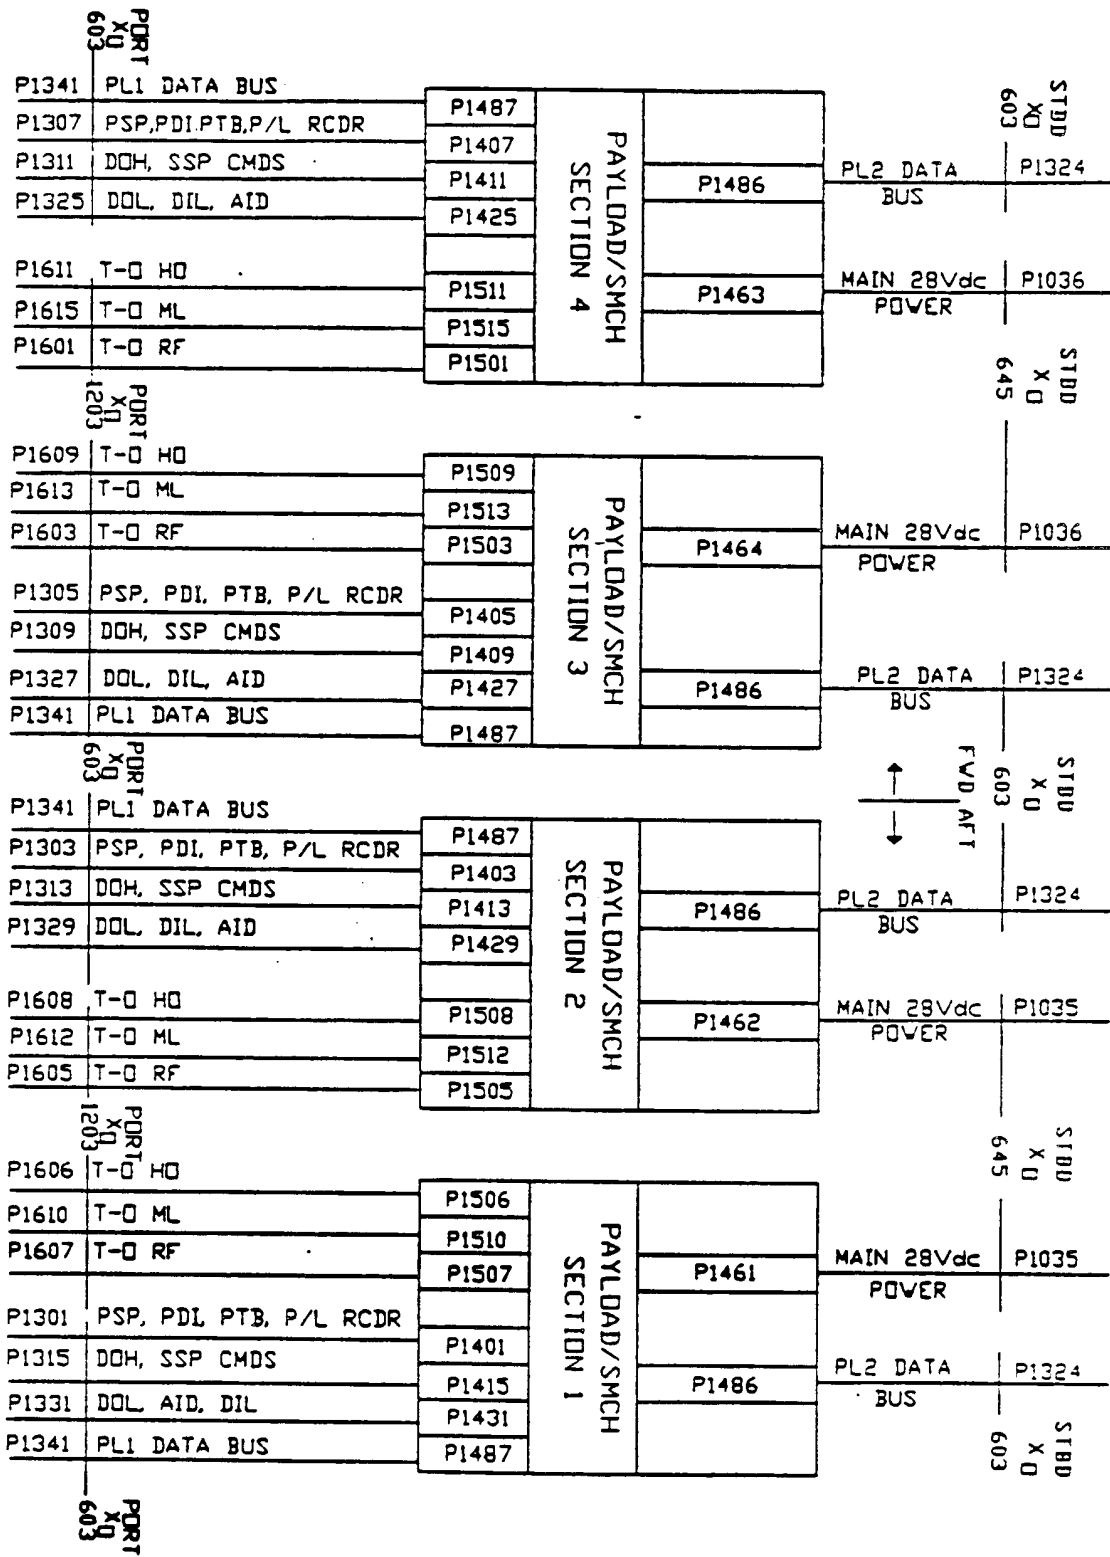 PORT
XO
603
P1341 PL1 DATA BUS
P1307 PSP,PDI.PTB,P/L RCDR
P1311 DOH, SSP CMDS
P1325 DOL, DIL, AID
P1611 T-O HO
P1615 T-O ML
P1601 T-O RF
P1487
P1407
P1411
P1425
P1511
P1515
P1501
PAYLOAD/SMCH
SECTION 4
P1486
P1463
STBD
XO
603
PL2 DATA P1324
BUS
MAIN 28Vdc P1036
POWER
STBD
XO
645
PORT
XO
1203
P1609 T-O HO
P1613 T-O ML
P1603 T-O RF
P1305 PSP, PDI, PTB, P/L RCDR
P1309 DOH, SSP CMDS
P1327 DOL, DIL, AID
P1341 PL1 DATA BUS
P1509
P1513
P1503
P1405
P1409
P1427
P1487
PAYLOAD/SMCH
SECTION 3
P1464
P1486
MAIN 28Vdc P1036
POWER
PL2 DATA P1324
BUS
PORT
XO
603
FWD AFT
STBD
XO
603
P1341 PL1 DATA BUS
P1303 PSP, PDI, PTB, P/L RCDR
P1313 DOH, SSP CMDS
P1329 DOL, DIL, AID
P1608 T-O HO
P1612 T-O ML
P1605 T-O RF
P1487
P1403
P1413
P1429
P1508
P1512
P1505
PAYLOAD/SMCH
SECTION 2
P1486
P1462
PL2 DATA P1324
BUS
MAIN 28Vdc P1035
POWER
PORT
XO
1203
STBD
XO
645
P1606 T-O HO
P1610 T-O ML
P1607 T-O RF
P1301 PSP, PDI, PTB, P/L RCDR
P1315 DOH, SSP CMDS
P1331 DOL, AID, DIL
P1341 PL1 DATA BUS
P1506
P1510
P1507
P1401
P1415
P1431
P1487
PAYLOAD/SMCH
SECTION 1
P1461
P1486
MAIN 28Vdc P1035
POWER
PL2 DATA P1324
BUS
STBD
XO
603
PORT
XO
603